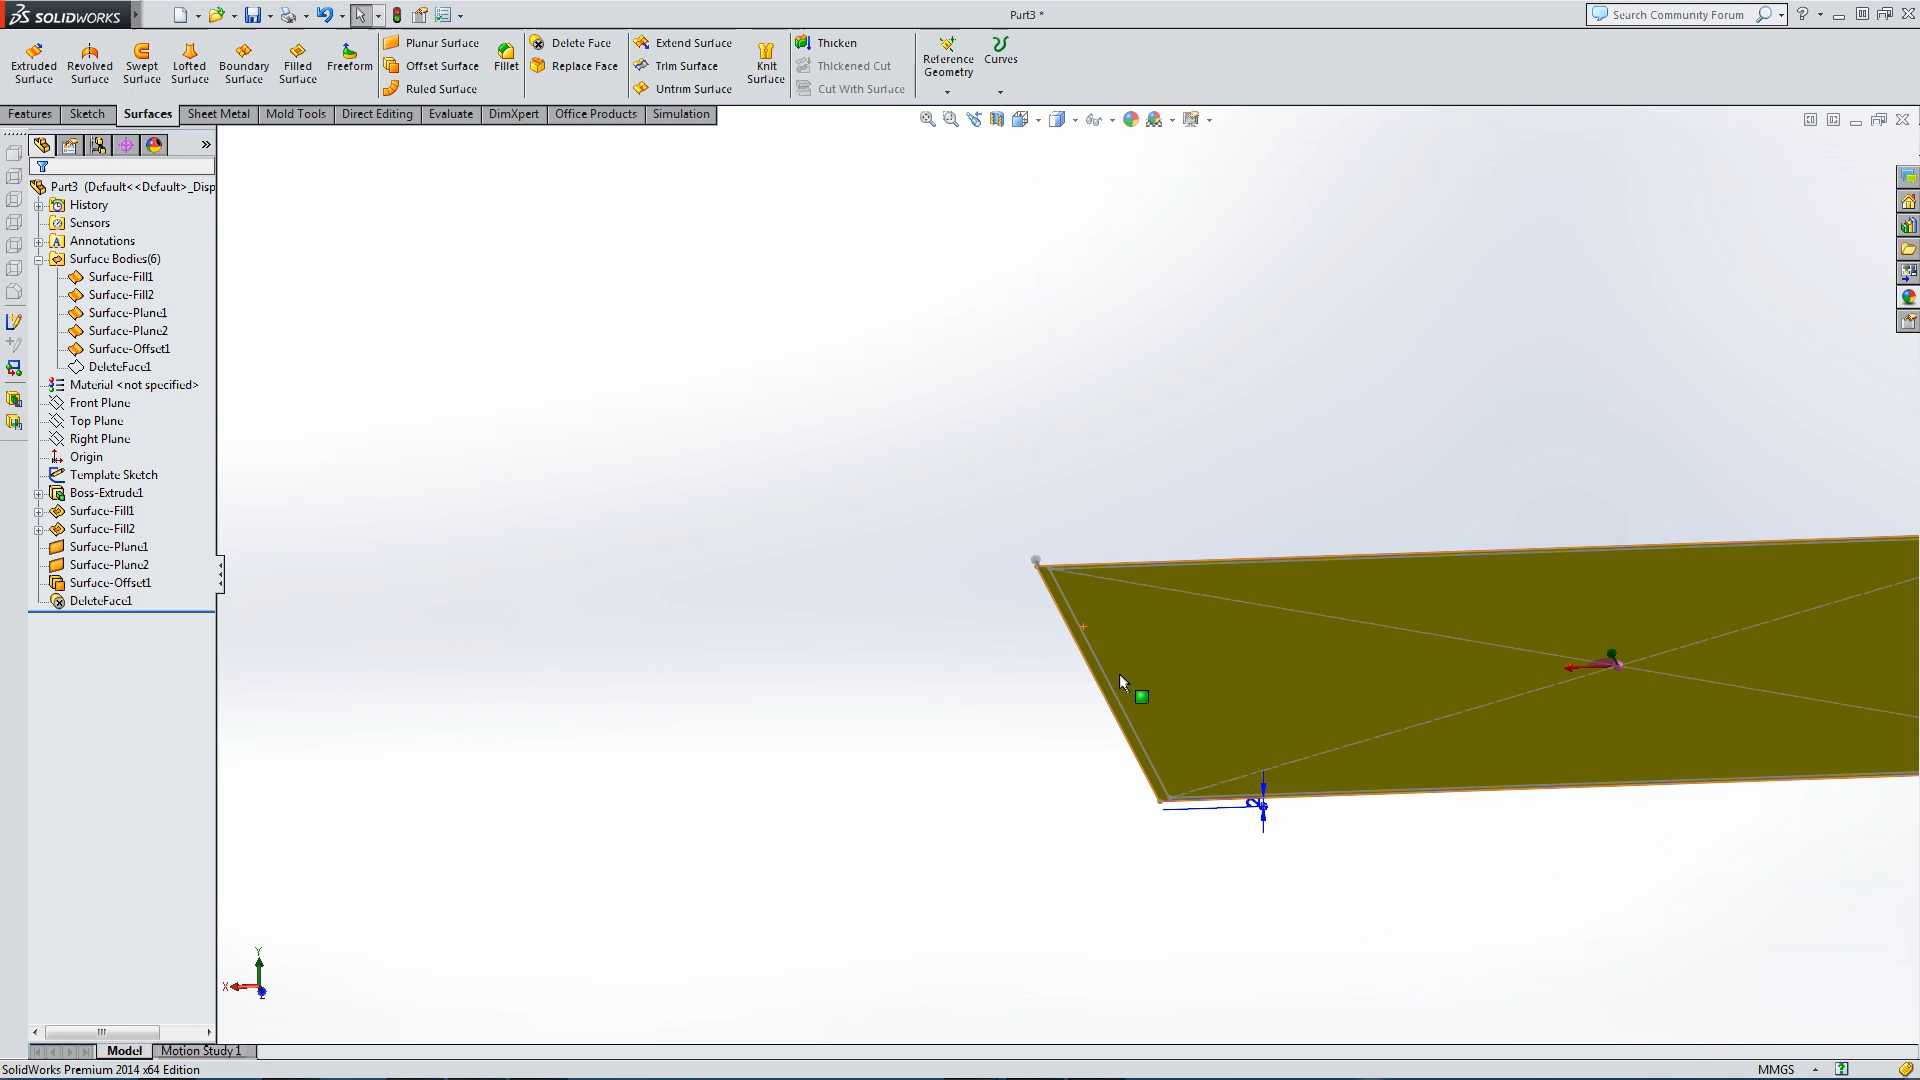 SOLIDWORKS
Part3 *
Search Community Forum
Extruded Surface
Revolved Surface
Swept Surface
Lofted Surface
Boundary Surface
Filled Surface
Freeform
Planar Surface
Offset Surface
Ruled Surface
Fillet
Delete Face
Replace Face
Extend Surface
Trim Surface
Untrim Surface
Knit Surface
Thicken
Thickened Cut
Cut With Surface
Reference Geometry
Curves
Features
Sketch
Surfaces
Sheet Metal
Mold Tools
Direct Editing
Evaluate
DimXpert
Office Products
Simulation
Part3 (Default<<Default>_Disp
History
Sensors
Annotations
Surface Bodies(6)
Surface-Fill1
Surface-Fill2
Surface-Plane1
Surface-Plane2
Surface-Offset1
DeleteFace1
Material <not specified>
Front Plane
Top Plane
Right Plane
Origin
Template Sketch
Boss-Extrude1
Surface-Fill1
Surface-Fill2
Surface-Plane1
Surface-Plane2
Surface-Offset1
DeleteFace1
2
Y
X
Z
Model
Motion Study 1
SolidWorks Premium 2014 x64 Edition
MMGS